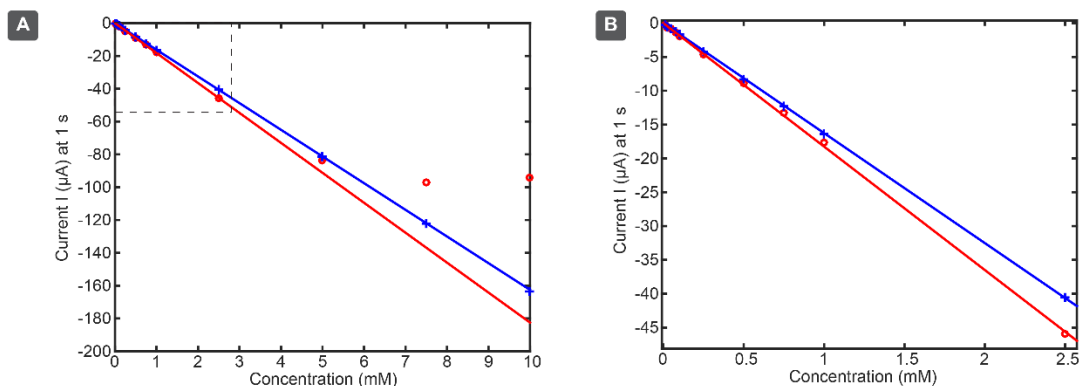 A
Current I (µA) at 1 s
0
-20
-40
-60
-80
-100
-120
-140
-160
-180
-200
0 1 2 3 4 5 6 7 8 9 10
Concentration (mM)
B
Current I (µA) at 1 s
0
-5
-10
-15
-20
-25
-30
-35
-40
-45
0 0.5 1 1.5 2 2.5
Concentration (mM)